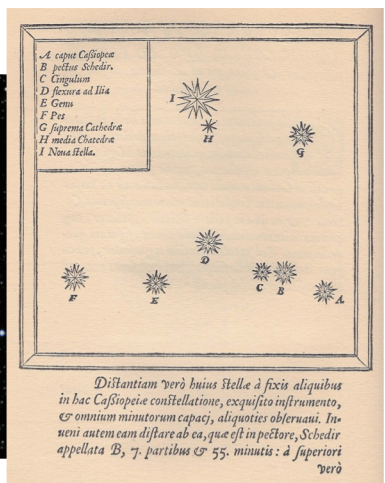 A caput Caßiopeæ
B pectus Schedir.
C Cingulum
D flexura ad Ilia
E Genu
F Pes
G suprema Cathedræ
H media Chatedræ
I Noua stella.
I
H
G
D
C B
F E A
Distantiam verò huius stellæ à fixis aliquibus
in hac Caßiopeiæ constellatione, exquisito instrumento,
& omnium minutorum capacj, aliquoties obseruaui. In-
ueni autem eam distare ab ea, quæ est in pectore, Schedir
appellata B, 7. partibus & 55. minutis : à superiori
verò